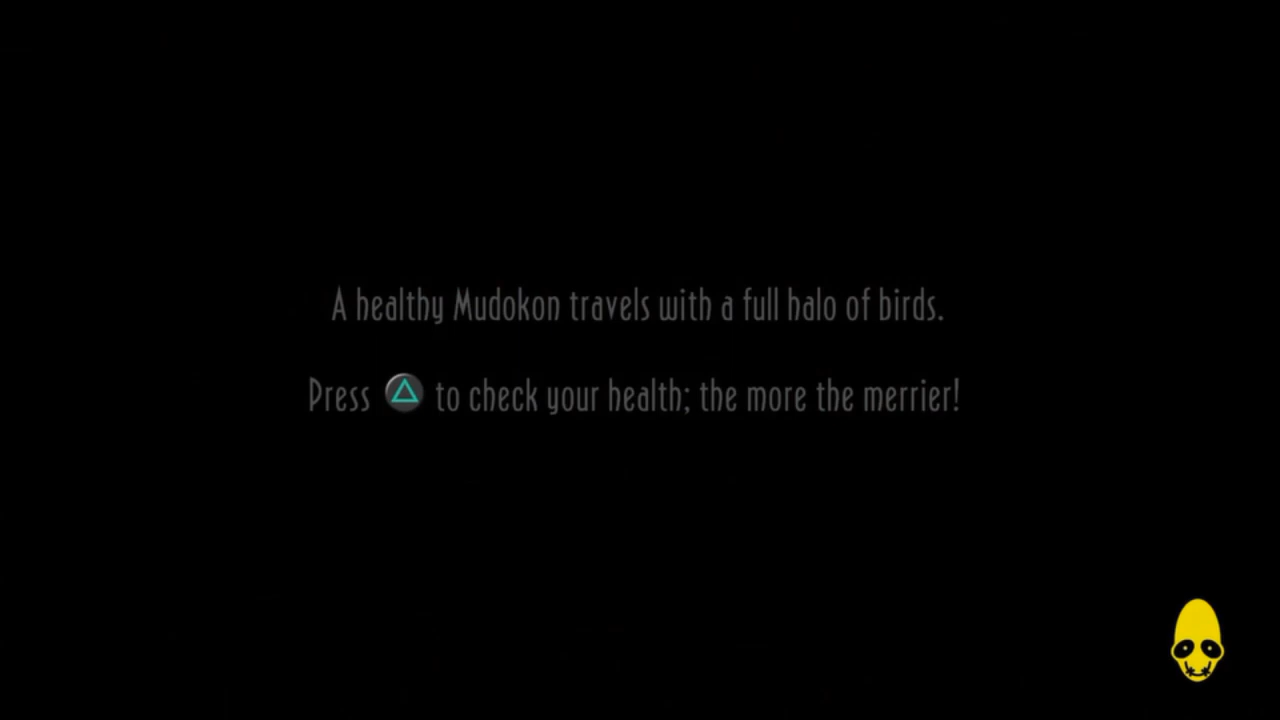 A healthy Mudokon travels with a full halo of birds.
Press △ to check your health; the more the merrier!